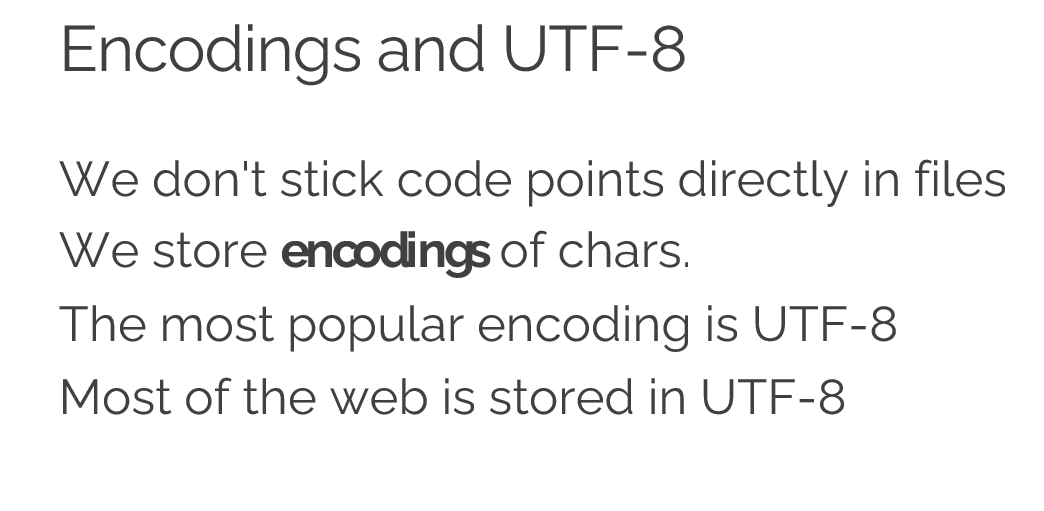 Encodings and UTF-8
We don't stick code points directly in files
We store encodings of chars.
The most popular encoding is UTF-8
Most of the web is stored in UTF-8